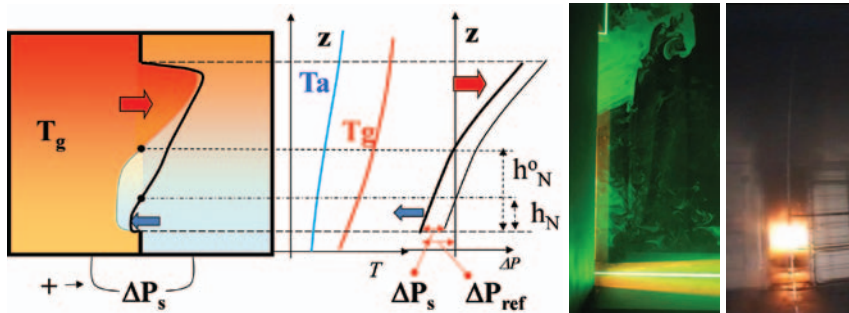 T_g
+ → ΔP_s
z
Ta
Tg
T
z
h°_N
h_N
ΔP
ΔP_s
ΔP_ref